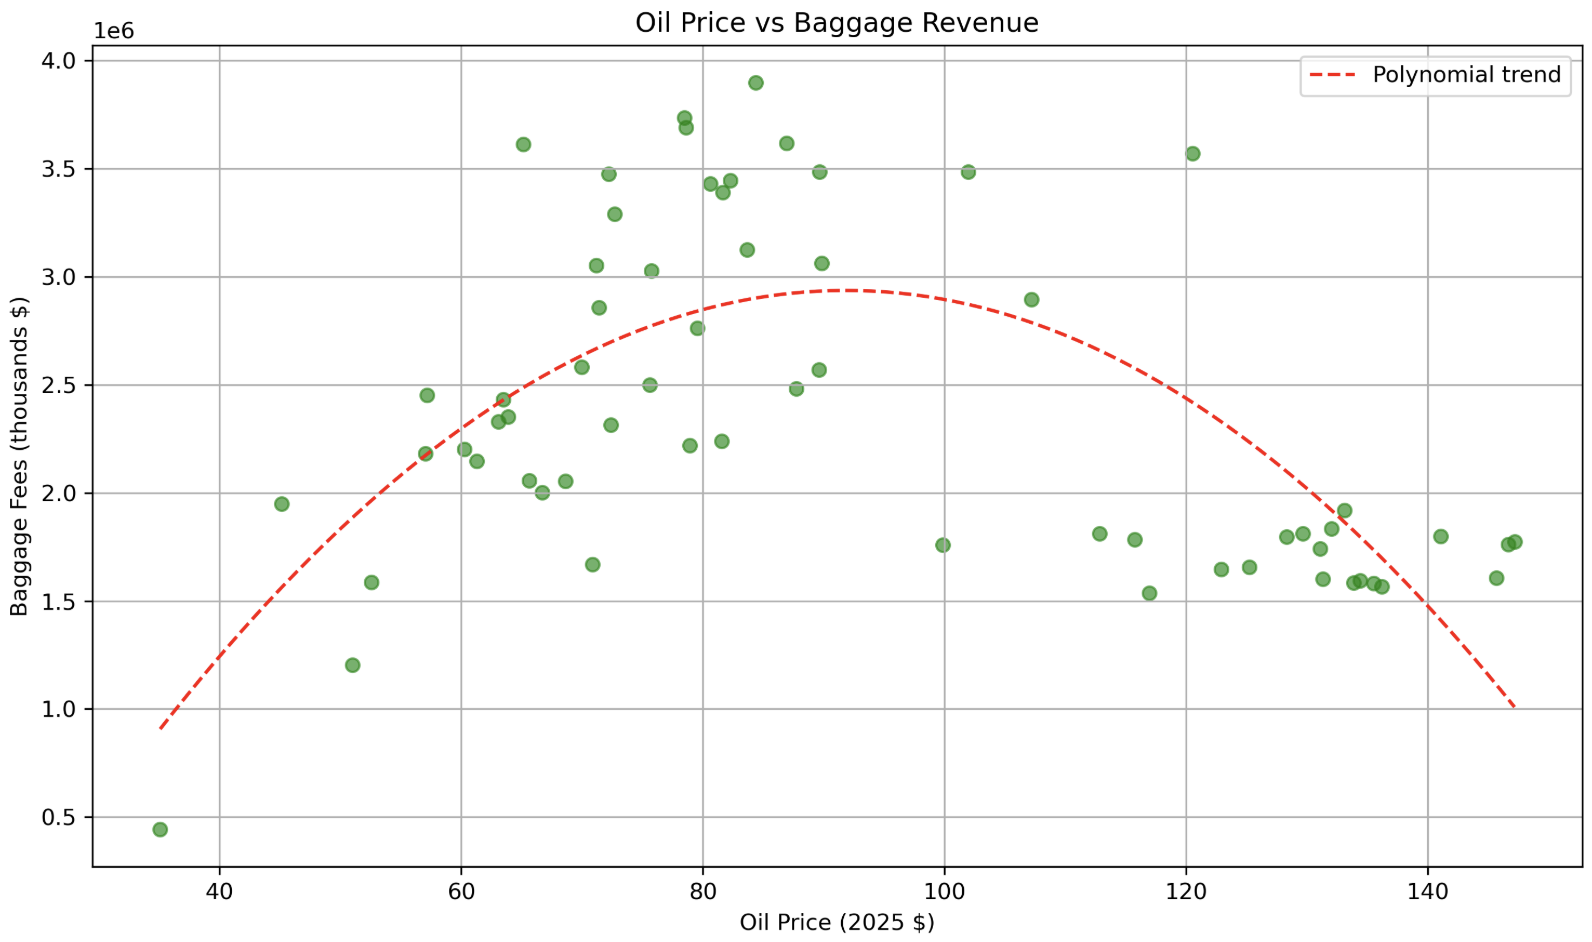 Oil Price vs Baggage Revenue
1e6
Polynomial trend
4.0
3.5
3.0
2.5
2.0
1.5
1.0
0.5
Baggage Fees (thousands $)
40 60 80 100 120 140
Oil Price (2025 $)